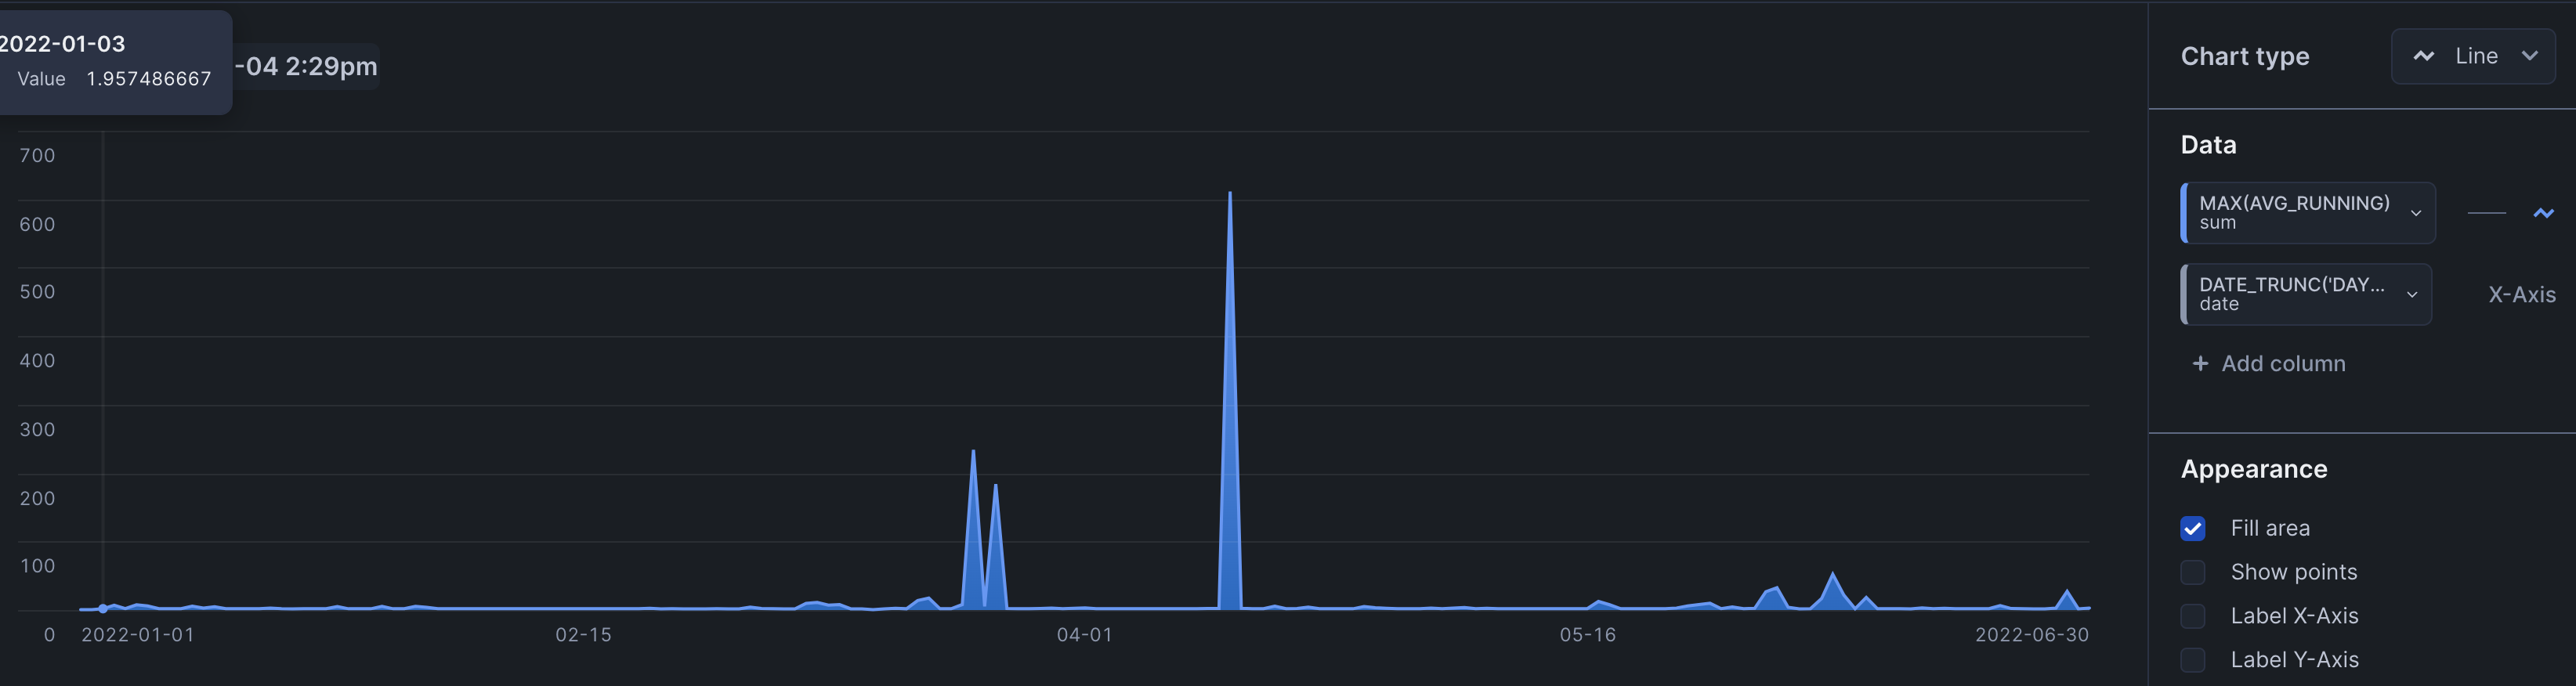 2022-01-03
Value 1.957486667
-04 2:29pm
700
600
500
400
300
200
100
0
2022-01-01
02-15
04-01
05-16
2022-06-30
Chart type
Line
Data
MAX(AVG_RUNNING)
sum
DATE_TRUNC('DAY...
date
X-Axis
+ Add column
Appearance
Fill area
Show points
Label X-Axis
Label Y-Axis